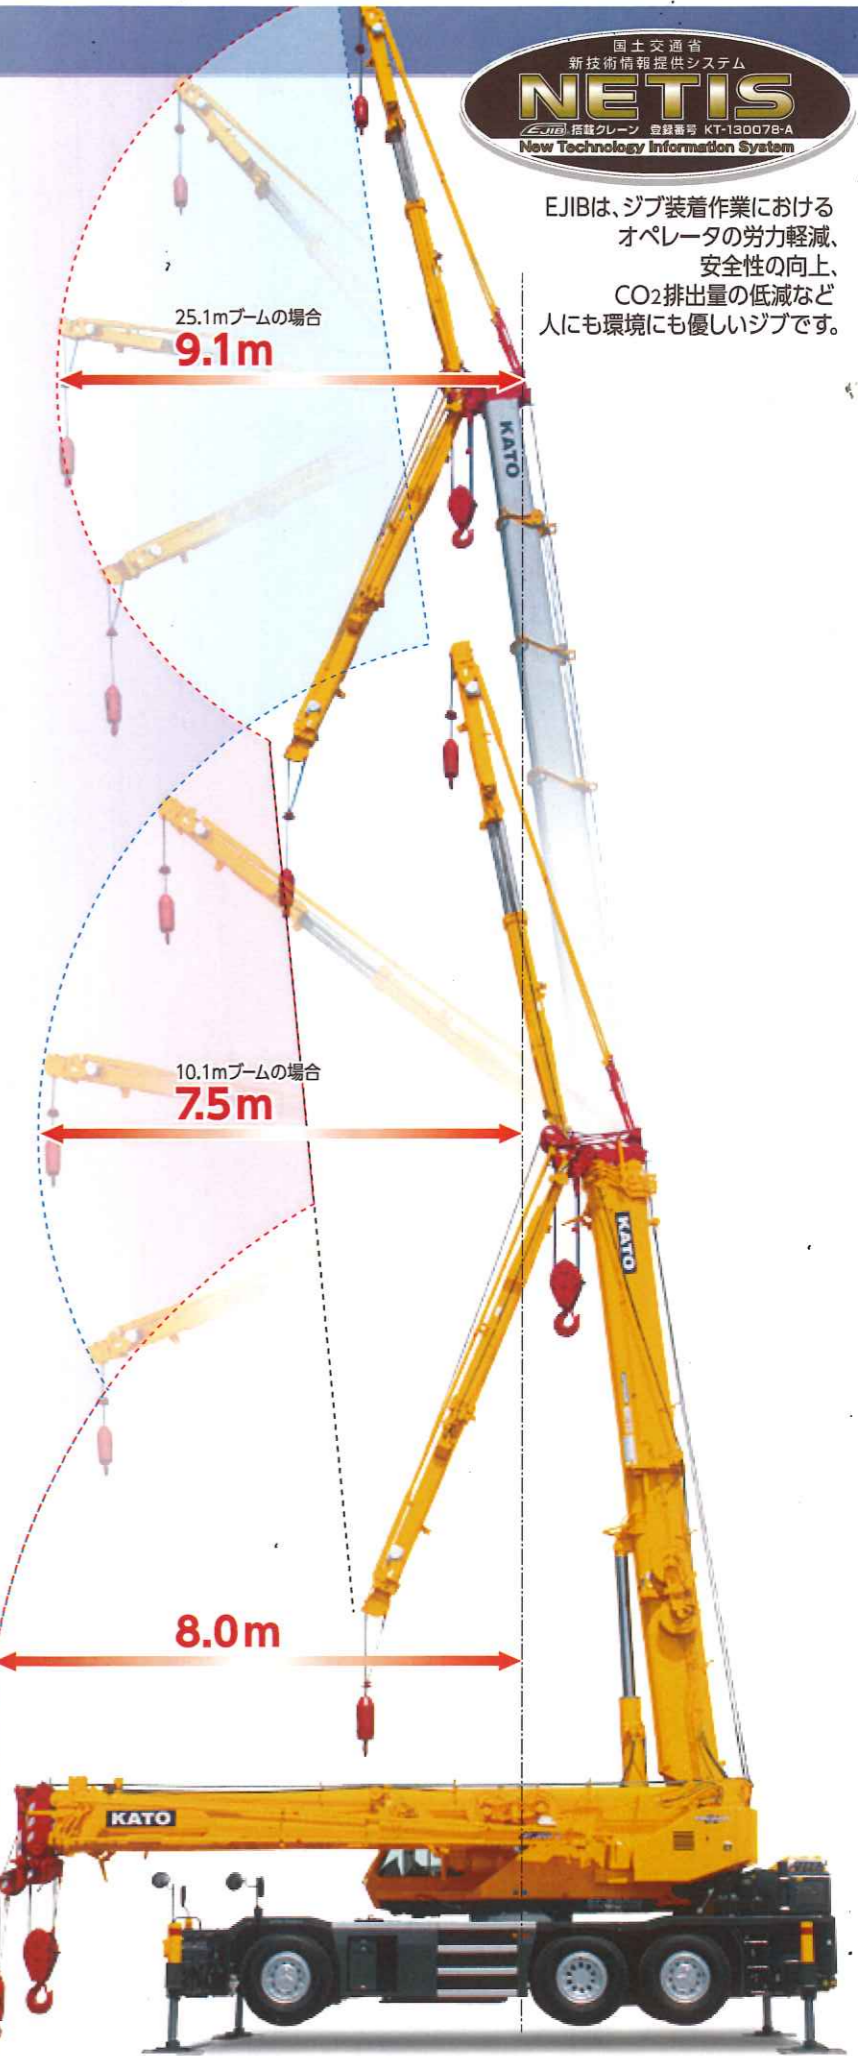 国土交通省
新技術情報提供システム
NETIS
EJIB 搭載クレーン 登録番号 KT-130078-A
New Technology Information System
EJIBは、ジブ装着作業における
オペレータの労力軽減、
安全性の向上、
CO2排出量の低減など
人にも環境にも優しいジブです。
25.1mブームの場合
9.1m
KATO
10.1mブームの場合
7.5m
KATO
8.0m
KATO